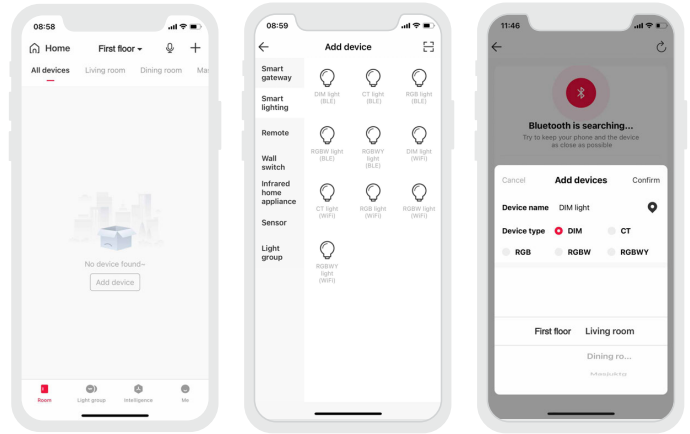 08:58
Home
First floor
All devices Living room Dining room Mas
No device found~
Add device
Room Light group Intelligence Me
08:59
Add device
Smart
gateway
Smart
lighting
Remote
Wall
switch
Infrared
home
appliance
Sensor
Light
group
DIM light
(BLE)
CT light
(BLE)
RGB light
(BLE)
RGBW light
(BLE)
RGBWY
light
(BLE)
DIM light
(WiFi)
CT light
(WiFi)
RGB light
(WiFi)
RGBW light
(WiFi)
RGBWY
light
(WiFi)
11:46
Bluetooth is searching...
Try to keep your phone and the device
as close as possible
Cancel Add devices Confirm
Device name DIM light
Device type DIM CT
RGB RGBW RGBWY
First floor Living room
Dining ro...